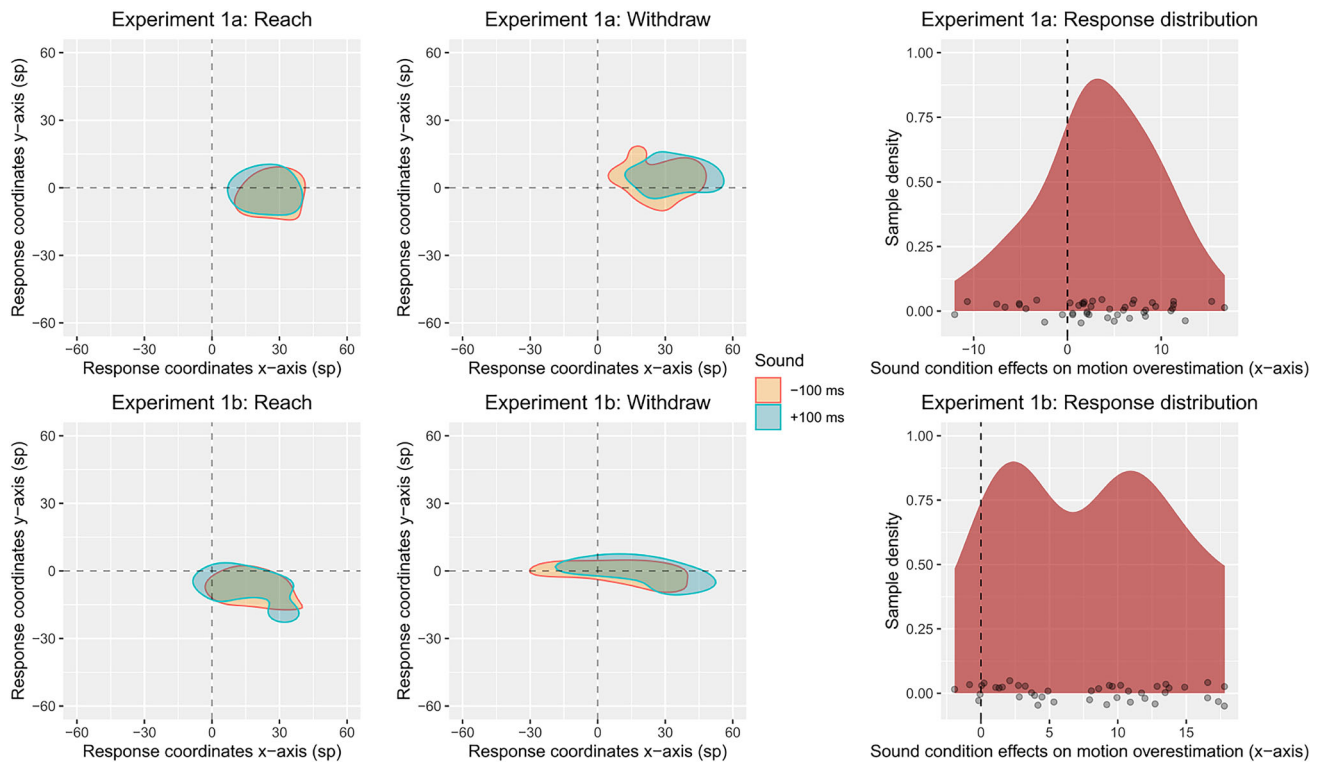 Experiment 1a: Reach
Experiment 1a: Withdraw
Experiment 1a: Response distribution
Response coordinates y−axis (sp)
60
30
0
−30
−60
−60 −30 0 30 60
Response coordinates x−axis (sp)
Response coordinates y−axis (sp)
60
30
0
−30
−60
−60 −30 0 30 60
Response coordinates x−axis (sp)
Sample density
1.00
0.75
0.50
0.25
0.00
−10 0 10
Sound condition effects on motion overestimation (x−axis)
Sound
−100 ms
+100 ms
Experiment 1b: Reach
Experiment 1b: Withdraw
Experiment 1b: Response distribution
Response coordinates y−axis (sp)
60
30
0
−30
−60
−60 −30 0 30 60
Response coordinates x−axis (sp)
Response coordinates y−axis (sp)
60
30
0
−30
−60
−60 −30 0 30 60
Response coordinates x−axis (sp)
Sample density
1.00
0.75
0.50
0.25
0.00
0 5 10 15
Sound condition effects on motion overestimation (x−axis)